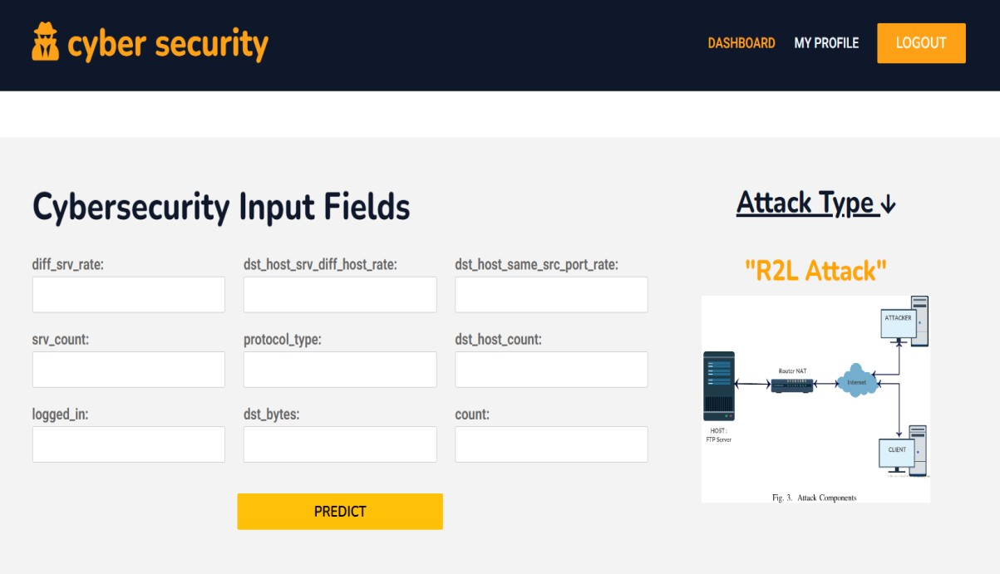 cyber security
DASHBOARD
MY PROFILE
LOGOUT
Cybersecurity Input Fields
diff_srv_rate:
dst_host_srv_diff_host_rate:
dst_host_same_src_port_rate:
srv_count:
protocol_type:
dst_host_count:
logged_in:
dst_bytes:
count:
PREDICT
Attack Type ↓
"R2L Attack"
ATTACKER
Router NAT
Internet
HOST :
FTP Server
CLIENT
Fig. 3. Attack Components